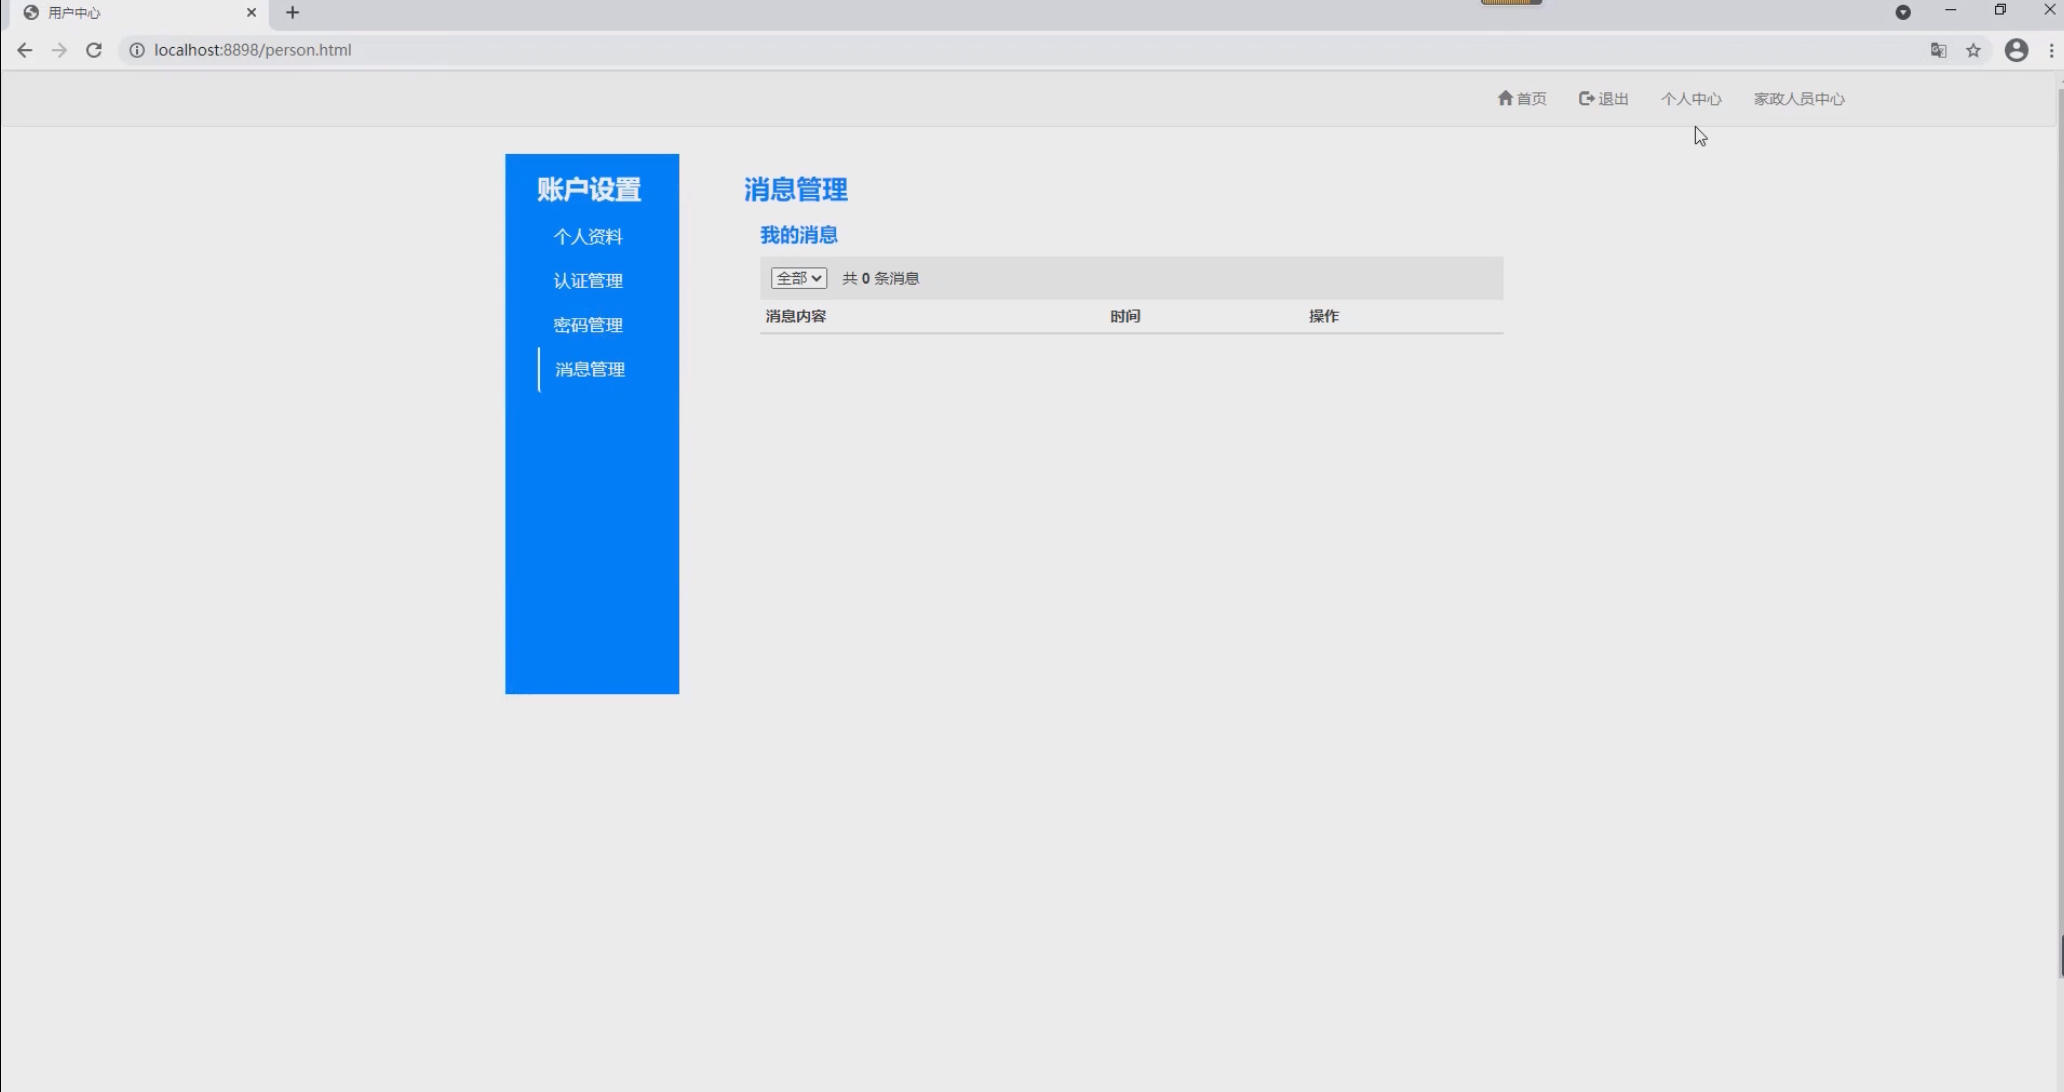 用户中心
localhost:8898/person.html
首页 退出 个人中心 家政人员中心
账户设置
个人资料
认证管理
密码管理
消息管理
消息管理
我的消息
全部 共 0 条消息
消息内容 时间 操作